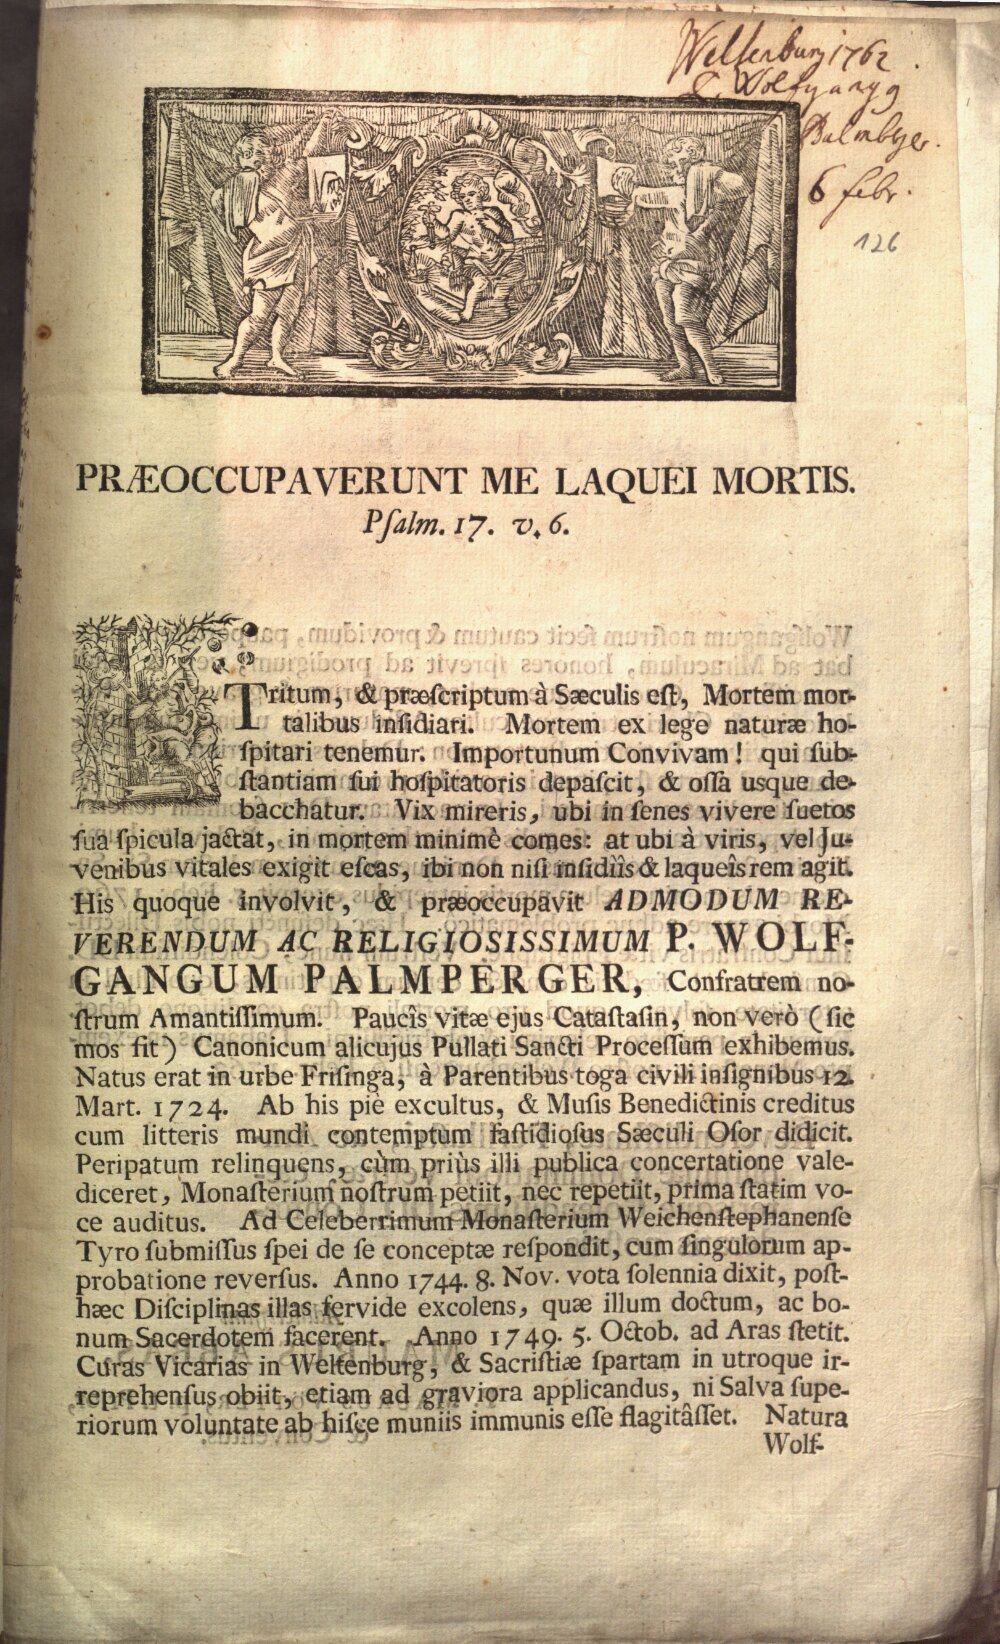 Weltenburg 1762.
P. Wolfgang
Palmberger.
6 febr.
126
PRÆOCCUPAVERUNT ME LAQUEI MORTIS.
Psalm. 17. v. 6.
Tritum, & præſcriptum à Sæculis eſt, Mortem mor-
talibus inſidiari. Mortem ex lege naturæ ho-
ſpitari tenemur. Importunum Convivam! qui ſub-
ſtantiam ſui hoſpitatoris depaſcit, & oſſa usque de-
bacchatur. Vix mireris, ubi in ſenes vivere ſuetos
ſua ſpicula jactat, in mortem minimè comes: at ubi à viris, vel Ju-
venibus vitales exigit eſcas, ibi non niſi inſidiîs & laqueîs rem agit.
His quoque involvit, & præoccupavit ADMODUM RE-
VERENDUM AC RELIGIOSISSIMUM P. WOLF-
GANGUM PALMPERGER, Confratrem no-
ſtrum Amantiſſimum. Paucîs vitæ ejus Cataſtaſin, non verò (ſic
mos fit) Canonicum alicujus Pullati Sancti Proceſſum exhibemus.
Natus erat in urbe Friſinga, à Parentibus toga civili inſignibus 12.
Mart. 1724. Ab his piè excultus, & Muſis Benedictinis creditus
cum litteris mundi contemptum faſtidioſus Sæculi Oſor didicit.
Peripatum relinquens, cùm priùs illi publica concertatione vale-
diceret, Monaſterium noſtrum petiit, nec repetiit, prima ſtatim vo-
ce auditus. Ad Celeberrimum Monaſterium Weichenſtephanenſe
Tyro ſubmiſſus ſpei de ſe conceptæ reſpondit, cum ſingulorum ap-
probatione reverſus. Anno 1744. 8. Nov. vota ſolennia dixit, poſt-
hæc Diſciplinas illas fervide excolens, quæ illum doctum, ac bo-
num Sacerdotem facerent. Anno 1749. 5. Octob. ad Aras ſtetit.
Curas Vicarias in Weltenburg, & Sacriſtiæ ſpartam in utroque ir-
reprehenſus obiit, etiam ad graviora applicandus, ni Salva ſupe-
riorum voluntate ab hiſce muniis immunis eſſe flagitâſſet. Natura
Wolf-